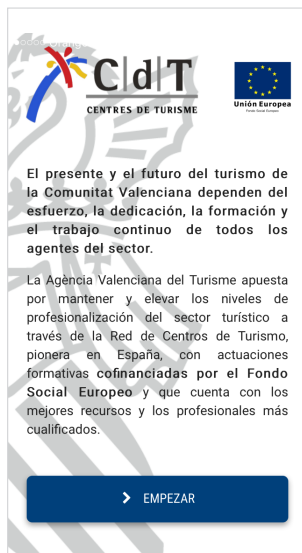 CdT
CENTRES DE TURISME
Unión Europea
Fondo Social Europeo
El presente y el futuro del turismo de
la Comunitat Valenciana dependen del
esfuerzo, la dedicación, la formación y
el trabajo continuo de todos los
agentes del sector.
La Agència Valenciana del Turisme apuesta
por mantener y elevar los niveles de
profesionalización del sector turístico a
través de la Red de Centros de Turismo,
pionera en España, con actuaciones
formativas cofinanciadas por el Fondo
Social Europeo y que cuenta con los
mejores recursos y los profesionales más
cualificados.
EMPEZAR